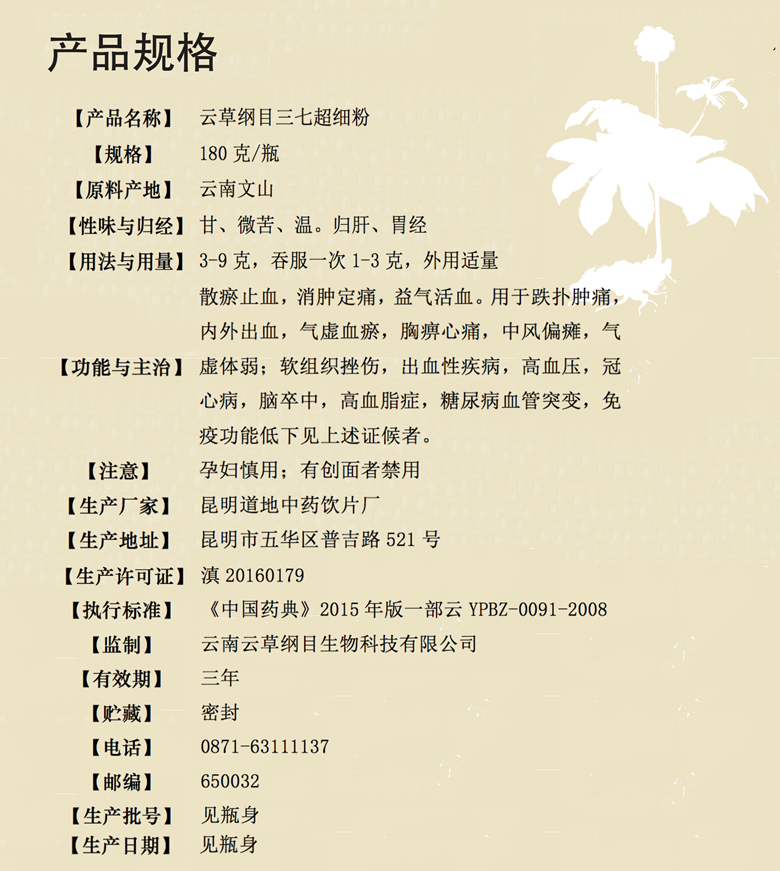 产品规格
【产品名称】 云草纲目三七超细粉
【规格】 180 克/瓶
【原料产地】 云南文山
【性味与归经】 甘、微苦、温。归肝、胃经
【用法与用量】 3-9 克，吞服一次 1-3 克，外用适量
散瘀止血，消肿定痛，益气活血。用于跌扑肿痛，
内外出血，气虚血瘀，胸痹心痛，中风偏瘫，气
【功能与主治】 虚体弱；软组织挫伤，出血性疾病，高血压，冠
心病，脑卒中，高血脂症，糖尿病血管突变，免
疫功能低下见上述证候者。
【注意】 孕妇慎用；有创面者禁用
【生产厂家】 昆明道地中药饮片厂
【生产地址】 昆明市五华区普吉路 521 号
【生产许可证】 滇 20160179
【执行标准】 《中国药典》2015 年版一部云 YPBZ-0091-2008
【监制】 云南云草纲目生物科技有限公司
【有效期】 三年
【贮藏】 密封
【电话】 0871-63111137
【邮编】 650032
【生产批号】 见瓶身
【生产日期】 见瓶身